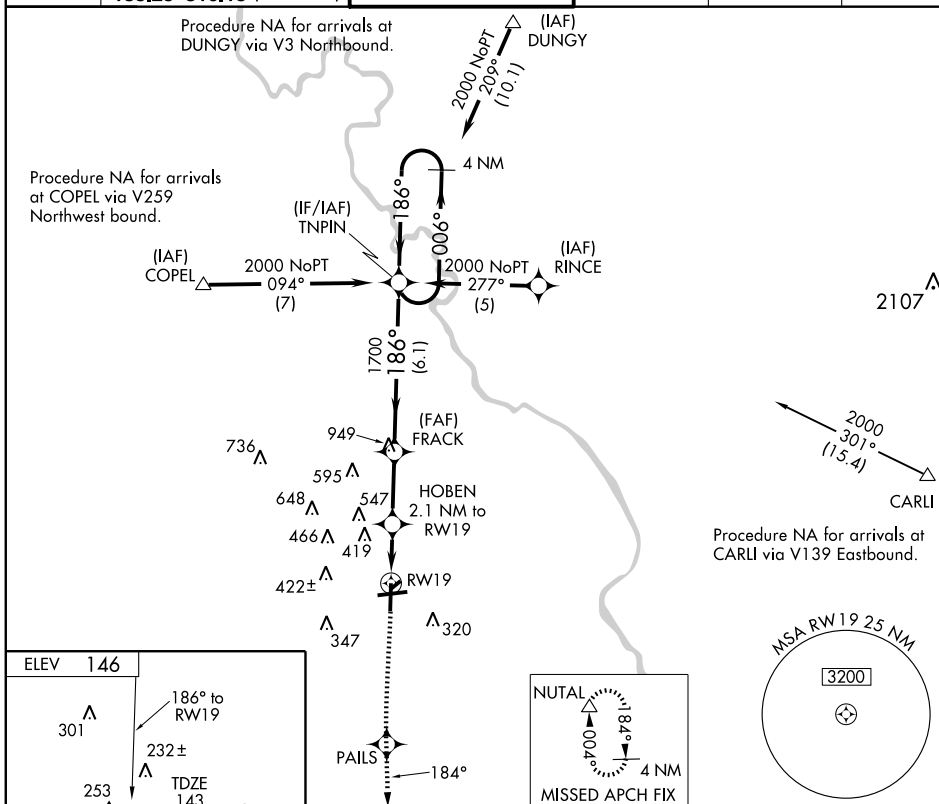 Procedure NA for arrivals at
DUNGY via V3 Northbound.
(IAF)
DUNGY
2000 NoPT
209°
(10.1)
4 NM
186°
006°
Procedure NA for arrivals
at COPEL via V259
Northwest bound.
(IF/IAF)
TNPIN
(IAF)
COPEL
2000 NoPT
094°
(7)
2000 NoPT
277°
(5)
(IAF)
RINCE
2107
1700
186°
(6.1)
(FAF)
FRACK
949
736
595
648
547
466
419
HOBEN
2.1 NM to
RW19
422±
RW19
347
320
2000
301°
(15.4)
CARLI
Procedure NA for arrivals at
CARLI via V139 Eastbound.
MSA RW19 25 NM
3200
ELEV 146
186° to
RW19
301
232±
TDZE
143
253
PAILS
184°
NUTAL
184°
004°
4 NM
MISSED APCH FIX